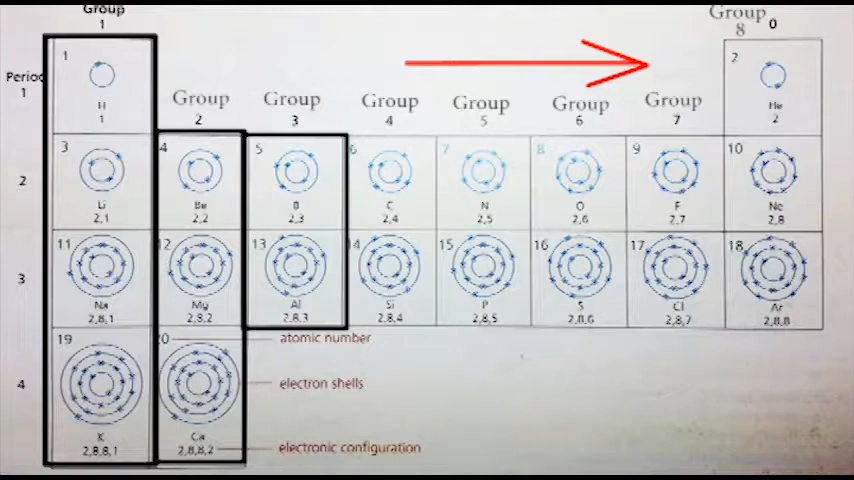 Group
1
Group
8 0
Period
1
1
H
1
2
He
2
Group
2
Group
3
Group
4
Group
5
Group
6
Group
7
2
3
Li
2,1
4
Be
2,2
5
B
2,3
6
C
2,4
7
N
2,5
8
O
2,6
9
F
2,7
10
Ne
2,8
3
11
Na
2,8,1
12
Mg
2,8,2
13
Al
2,8,3
14
Si
2,8,4
15
P
2,8,5
16
S
2,8,6
17
Cl
2,8,7
18
Ar
2,8,8
4
19
K
2,8,8,1
20
Ca
2,8,8,2
atomic number
electron shells
electronic configuration